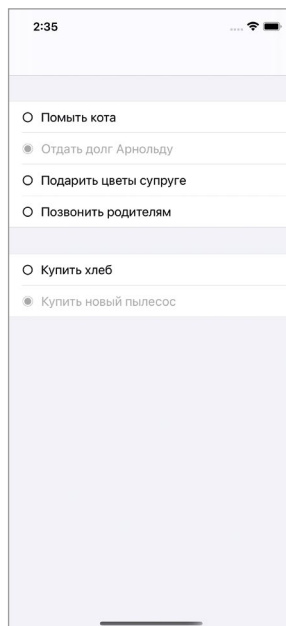 2:35
Помыть кота
Отдать долг Арнольду
Подарить цветы супруге
Позвонить родителям
Купить хлеб
Купить новый пылесос